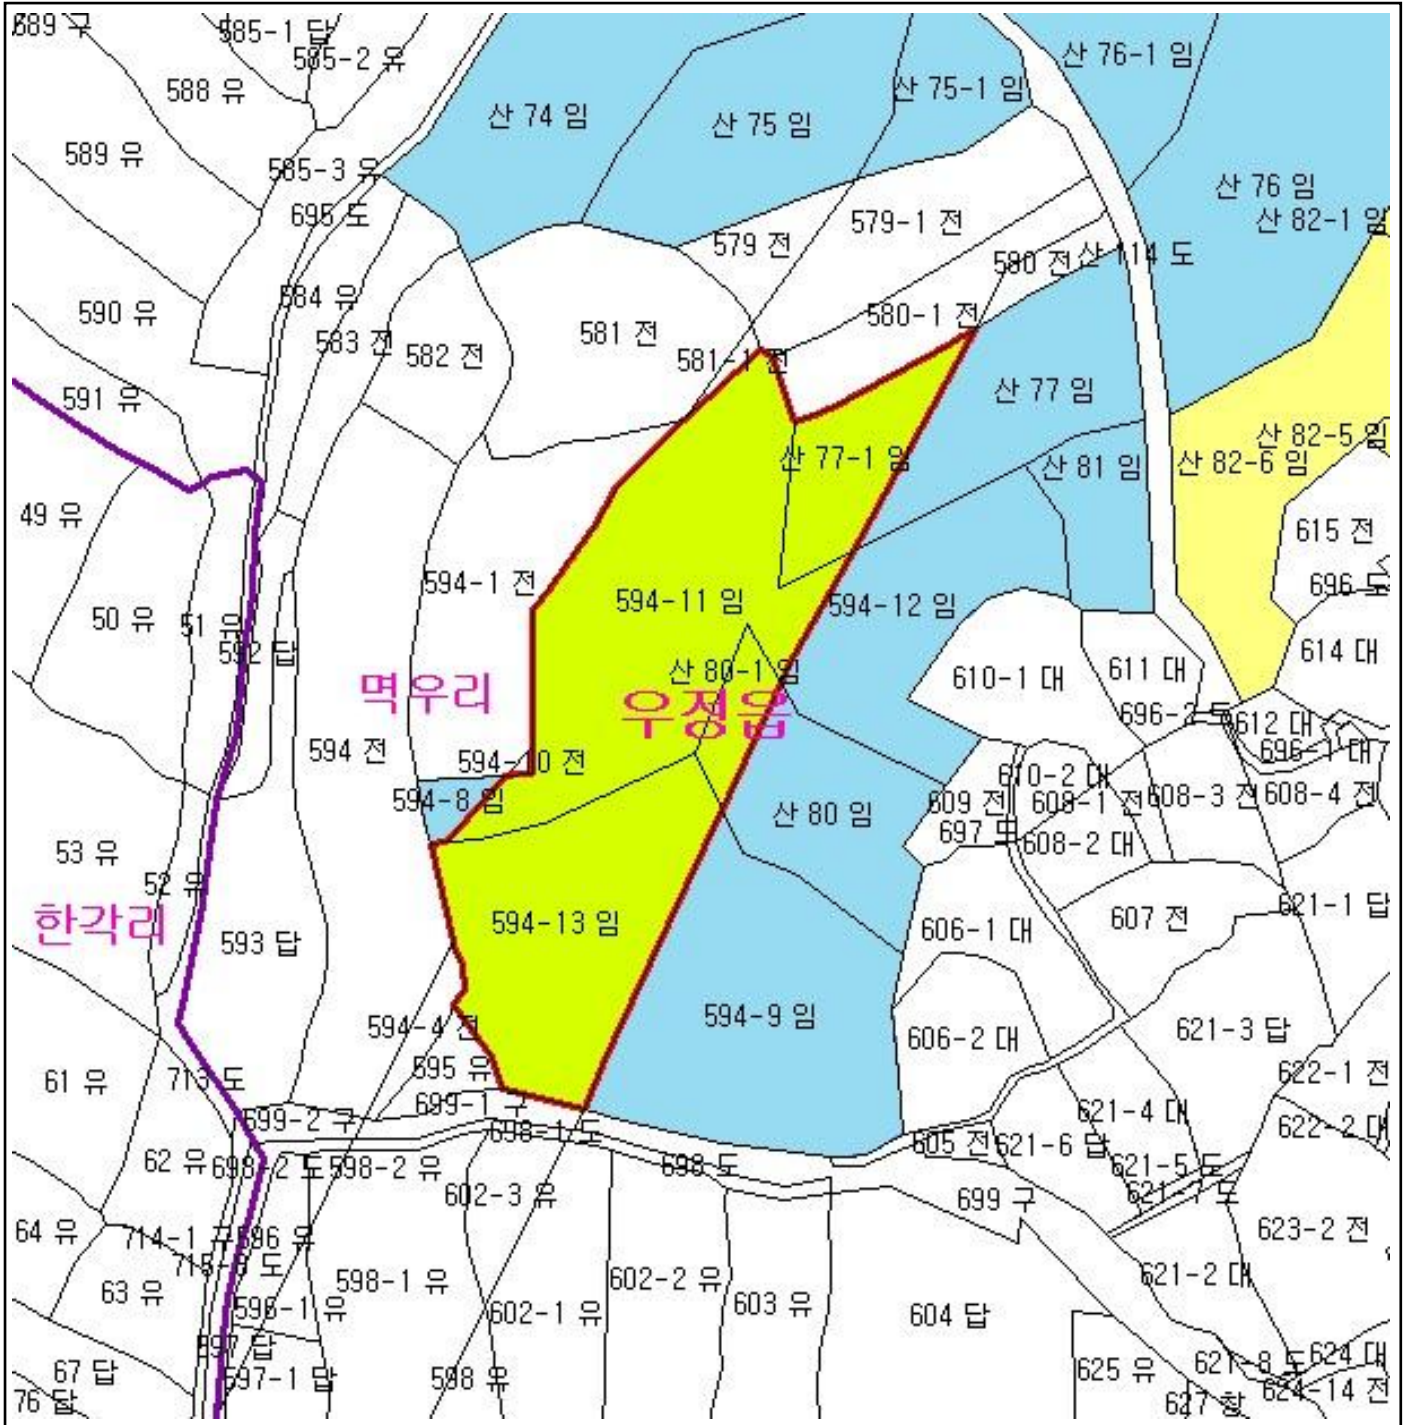 589 구
585-1 답
585-2 유
588 유
산 74 임
산 75 임
산 75-1 임
산 76-1 임
589 유
585-3 유
695 도
산 76 임
산 82-1 임
579 전
579-1 전
580 전
산 114 도
590 유
584 유
583 전
582 전
581 전
581-1 전
580-1 전
591 유
산 77 임
산 77-1 임
산 81 임
산 82-5 임
산 82-6 임
49 유
615 전
594-1 전
594-11 임
594-12 임
696 도
50 유
51 유
592 답
614 대
멱우리
산 80-1 임
우정읍
610-1 대
611 대
696-2 도
612 대
696-1 대
594 전
594-10 전
594-8 임
산 80 임
610-2 대
609 전
608-1 전
608-3 전
608-4 전
697 도
608-2 대
53 유
52 유
한각리
593 답
594-13 임
606-1 대
607 전
621-1 답
594-4 전
594-9 임
606-2 대
621-3 답
61 유
713 도
595 유
622-1 전
699-2 구
699-1 구
698-1 도
621-4 대
622-2 대
62 유
698-2 도
598-2 유
698 도
605 전
621-6 답
621-5 도
621-7 도
602-3 유
699 구
64 유
714-1 구
596 유
623-2 전
63 유
598-1 유
602-2 유
621-2 대
596-1 유
602-1 유
603 유
604 답
597 답
67 답
597-1 답
598 유
625 유
621-8 도
624 대
76 답
627 창
624-14 전